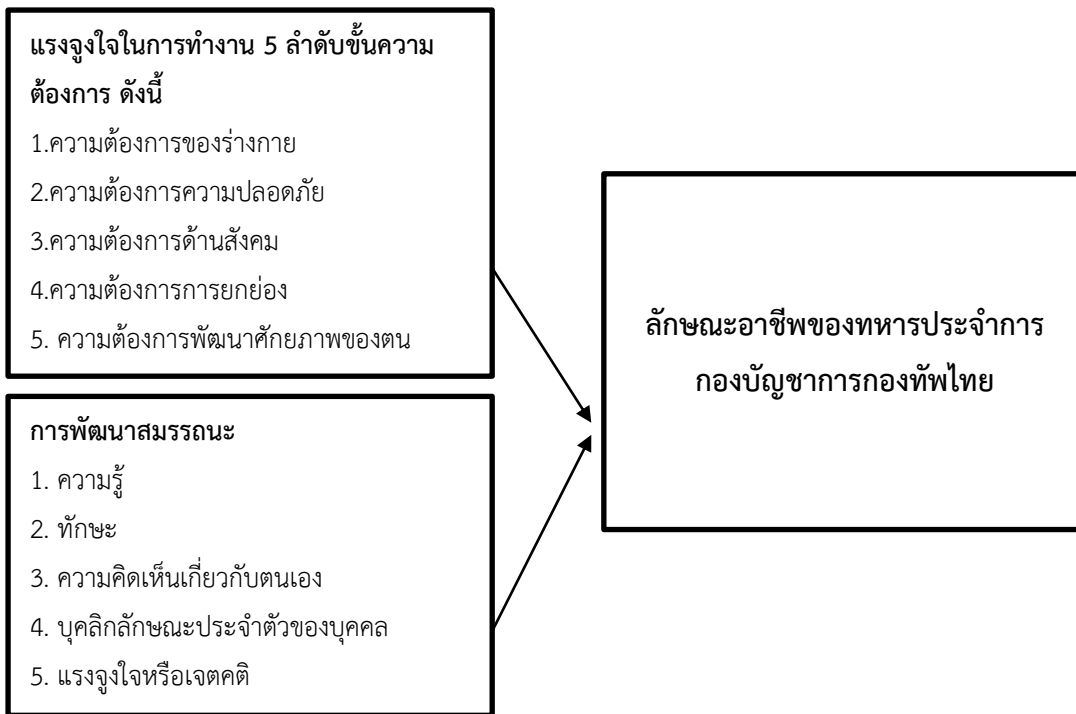 แรงจูงใจในการทำงาน 5 ลำดับขั้นความ
ต้องการ ดังนี้
1.ความต้องการของร่างกาย
2.ความต้องการความปลอดภัย
3.ความต้องการด้านสังคม
4.ความต้องการการยกย่อง
5. ความต้องการพัฒนาศักยภาพของตน
ลักษณะอาชีพของทหารประจำการ
กองบัญชาการกองทัพไทย
การพัฒนาสมรรถนะ
1. ความรู้
2. ทักษะ
3. ความคิดเห็นเกี่ยวกับตนเอง
4. บุคลิกลักษณะประจำตัวของบุคคล
5. แรงจูงใจหรือเจตคติ